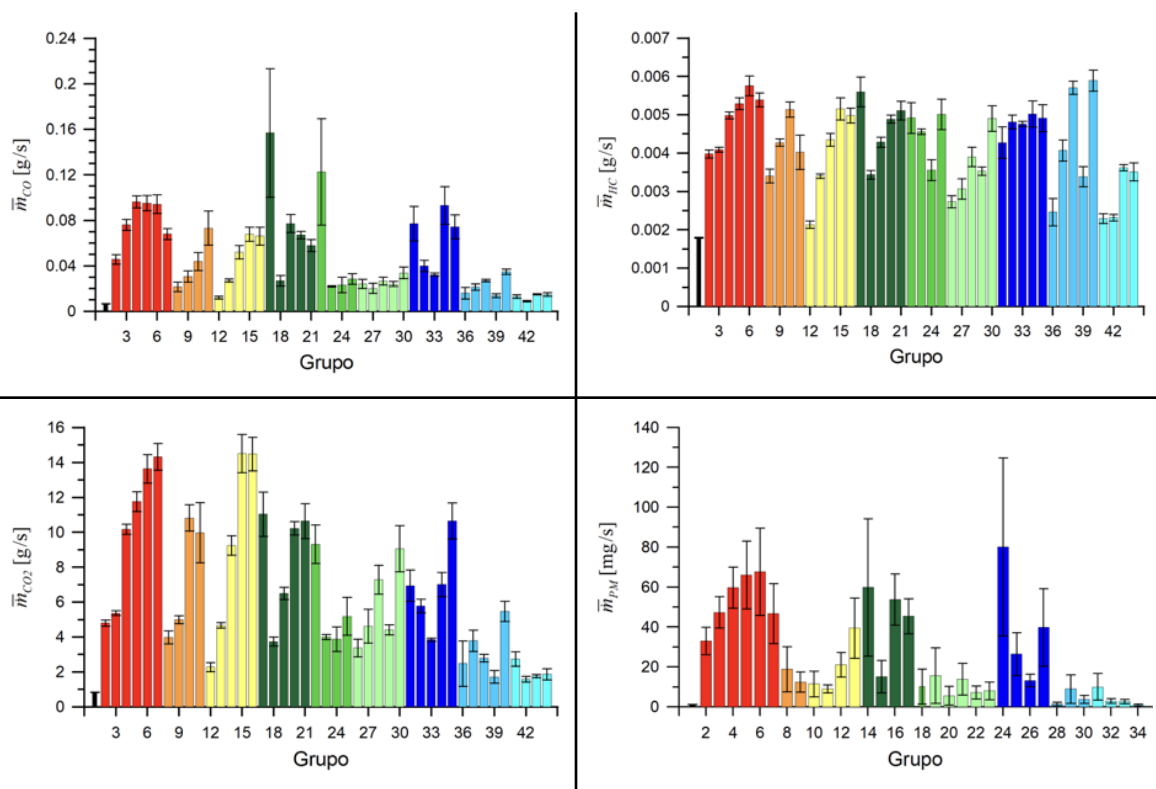 0.24
0.2
0.16
0.12
0.08
0.04
0
m̅CO [g/s]
3 6 9 12 15 18 21 24 27 30 33 36 39 42
Grupo
0.007
0.006
0.005
0.004
0.003
0.002
0.001
0
m̅HC [g/s]
3 6 9 12 15 18 21 24 27 30 33 36 39 42
Grupo
16
14
12
10
8
6
4
2
0
m̅CO2 [g/s]
3 6 9 12 15 18 21 24 27 30 33 36 39 42
Grupo
140
120
100
80
60
40
20
0
m̅PM [mg/s]
2 4 6 8 10 12 14 16 18 20 22 24 26 28 30 32 34
Grupo